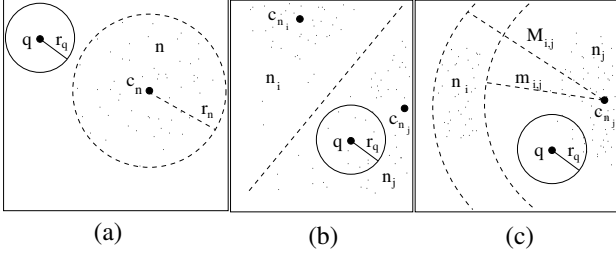 q r_q n c_n r_n
c_{n_i} n_i c_{n_j} q r_q n_j
M_{i,j} n_j n_i m_{i,j} c_{n_j} q r_q
(a) (b) (c)